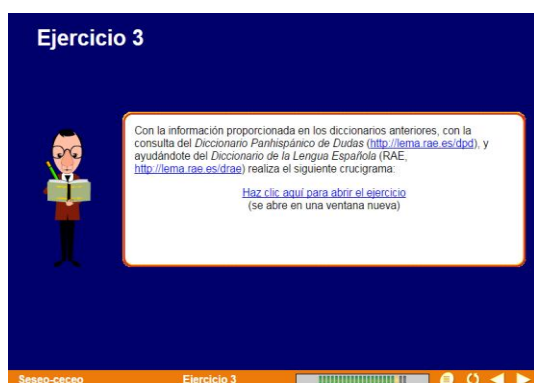 Ejercicio 3
Con la información proporcionada en los diccionarios anteriores, con la
consulta del Diccionario Panhispánico de Dudas (http://lema.rae.es/dpd), y
ayudándote del Diccionario de la Lengua Española (RAE,
http://lema.rae.es/drae) realiza el siguiente crucigrama:
Haz clic aquí para abrir el ejercicio
(se abre en una ventana nueva)
Seseo-ceceo Ejercicio 3